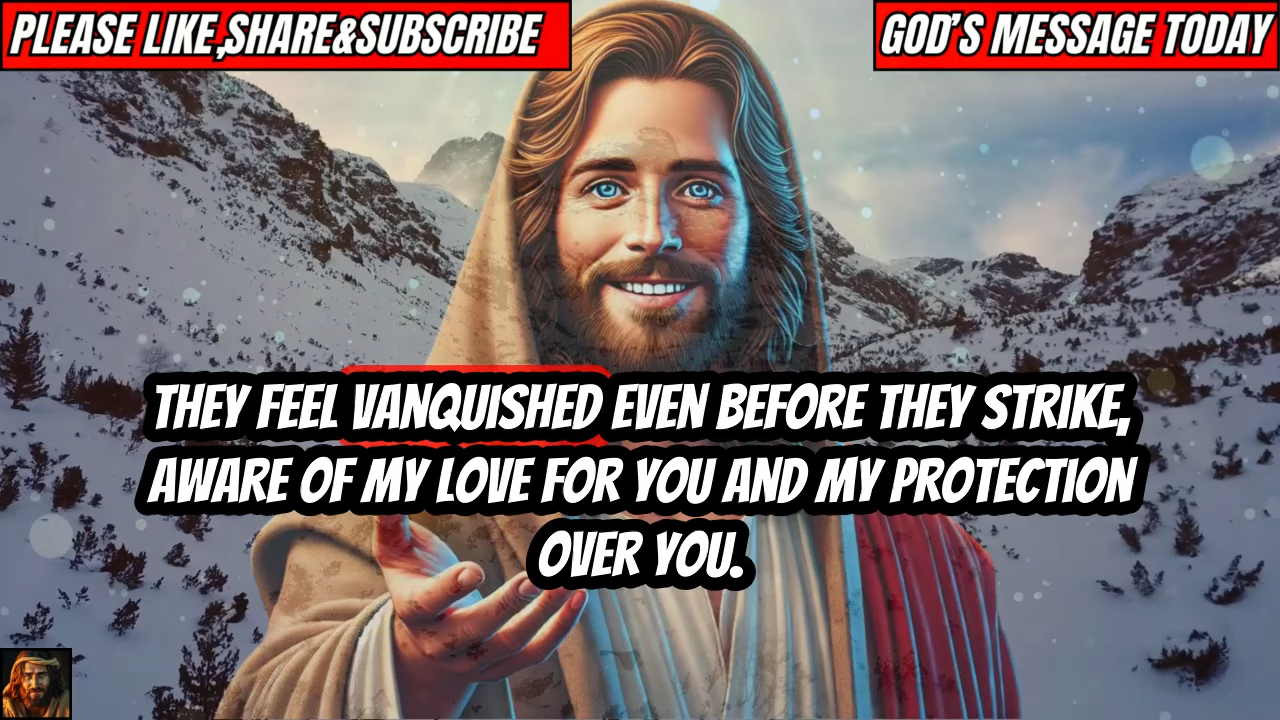 PLEASE LIKE,SHARE&SUBSCRIBE
GOD'S MESSAGE TODAY
THEY FEEL VANQUISHED EVEN BEFORE THEY STRIKE,
AWARE OF MY LOVE FOR YOU AND MY PROTECTION
OVER YOU.